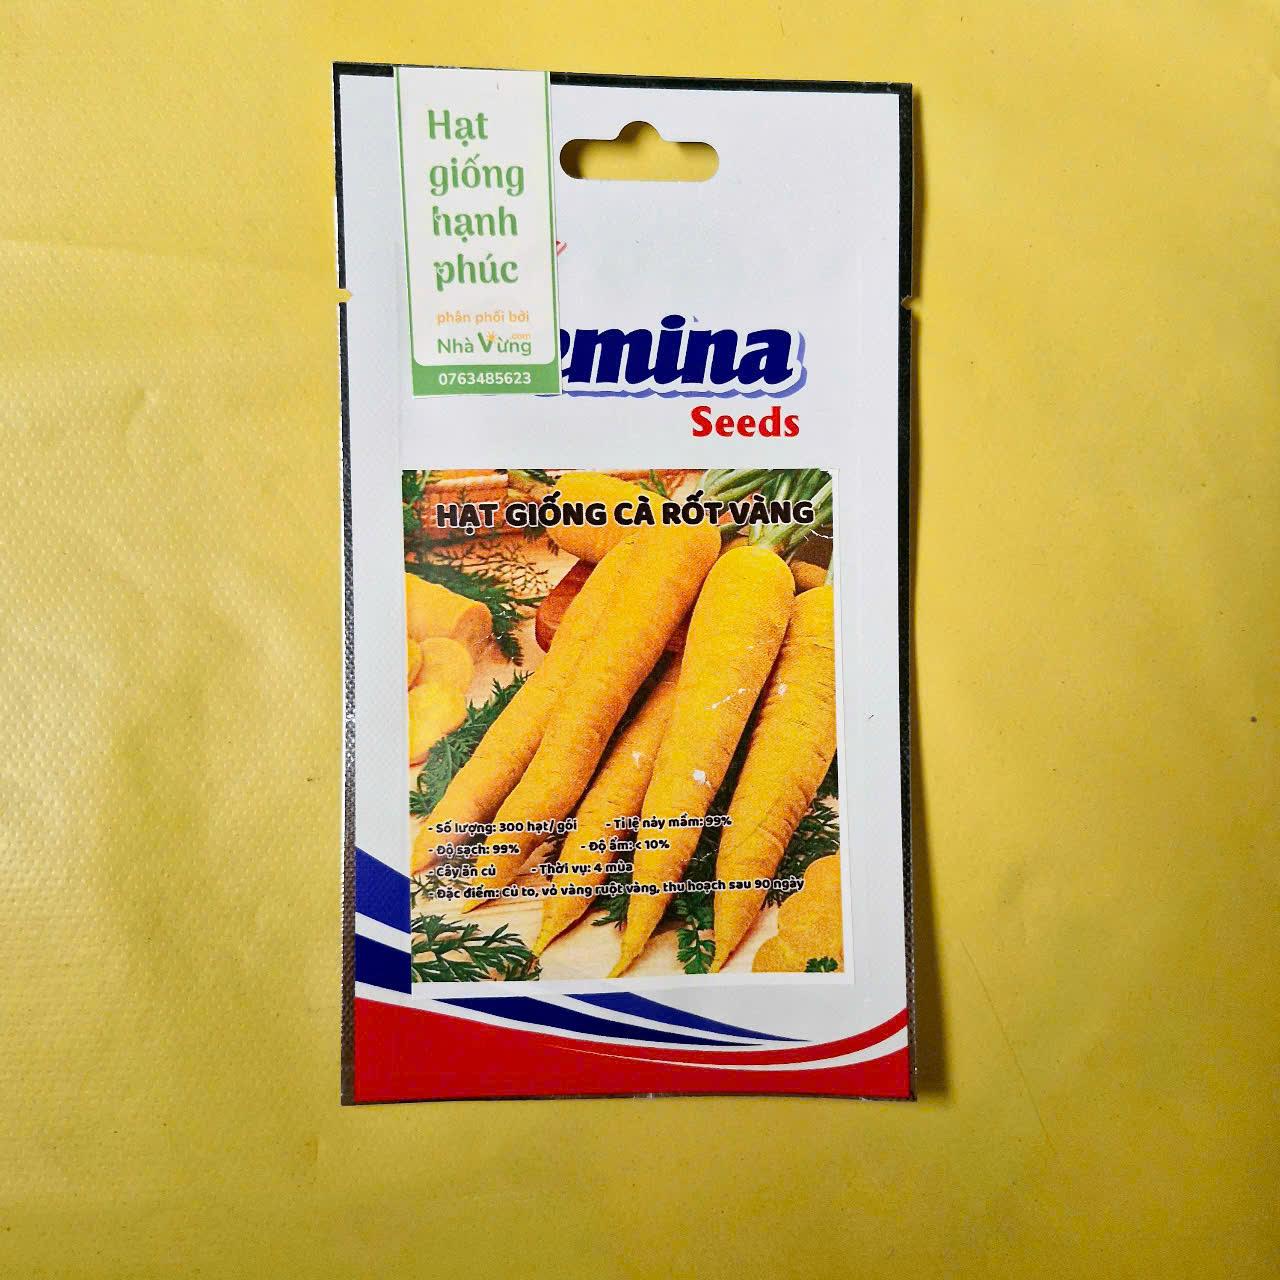 Hạt
giống
hạnh
phúc
phân phối bởi
Nhà Vừng.com
0763485623
emina
Seeds
HẠT GIỐNG CÀ RỐT VÀNG
- Số lượng: 300 hạt/ gói - Tỉ lệ nảy mầm: 99%
- Độ sạch: 99% - Độ ẩm: < 10%
- Cây ăn củ - Thời vụ: 4 mùa
- Đặc điểm: Củ to, vỏ vàng ruột vàng, thu hoạch sau 90 ngày